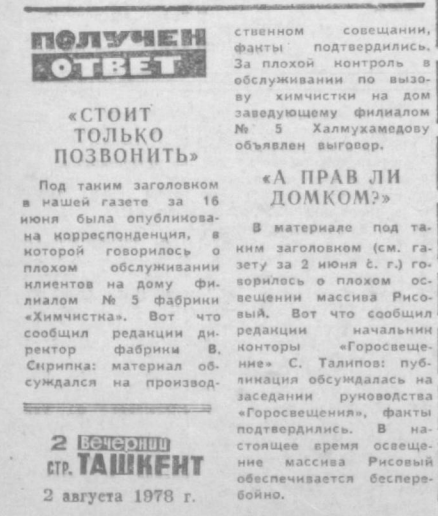 ПОЛУЧЕН
ОТВЕТ
«СТОИТ
ТОЛЬКО
ПОЗВОНИТЬ»
Под таким заголовком
в нашей газете за 16
июня была опубликова-
на корреспонденция, в
которой говорилось о
плохом обслуживании
клиентов на дому фи-
лиалом № 5 фабрики
«Химчистка». Вот что
сообщил редакции ди-
ректор фабрики В.
Скрипка: материал об-
суждался на производ-
ственном совещании,
факты подтвердились.
За плохой контроль в
обслуживании по вызо-
ву химчистки на дом
заведующему филиалом
№ 5 Халмухамедову
объявлен выговор.
«А ПРАВ ЛИ
ДОМКОМ?»
В материале под та-
ким заголовком (см. га-
зету за 2 июня с. г.) го-
ворилось о плохом ос-
вещении массива Рисо-
вый. Вот что сообщил
редакции начальник
конторы «Горосвеще-
ние» С. Талипов: пуб-
ликация обсуждалась на
заседании руководства
«Горосвещения», факты
подтвердились. В на-
стоящее время освеще-
ние массива Рисовый
обеспечивается беспере-
бойно.
2 Вечерний
СТР. ТАШКЕНТ
2 августа 1978 г.